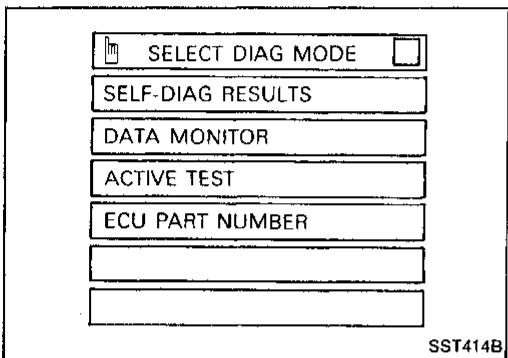 SELECT DIAG MODE
SELF-DIAG RESULTS
DATA MONITOR
ACTIVE TEST
ECU PART NUMBER
SST414B